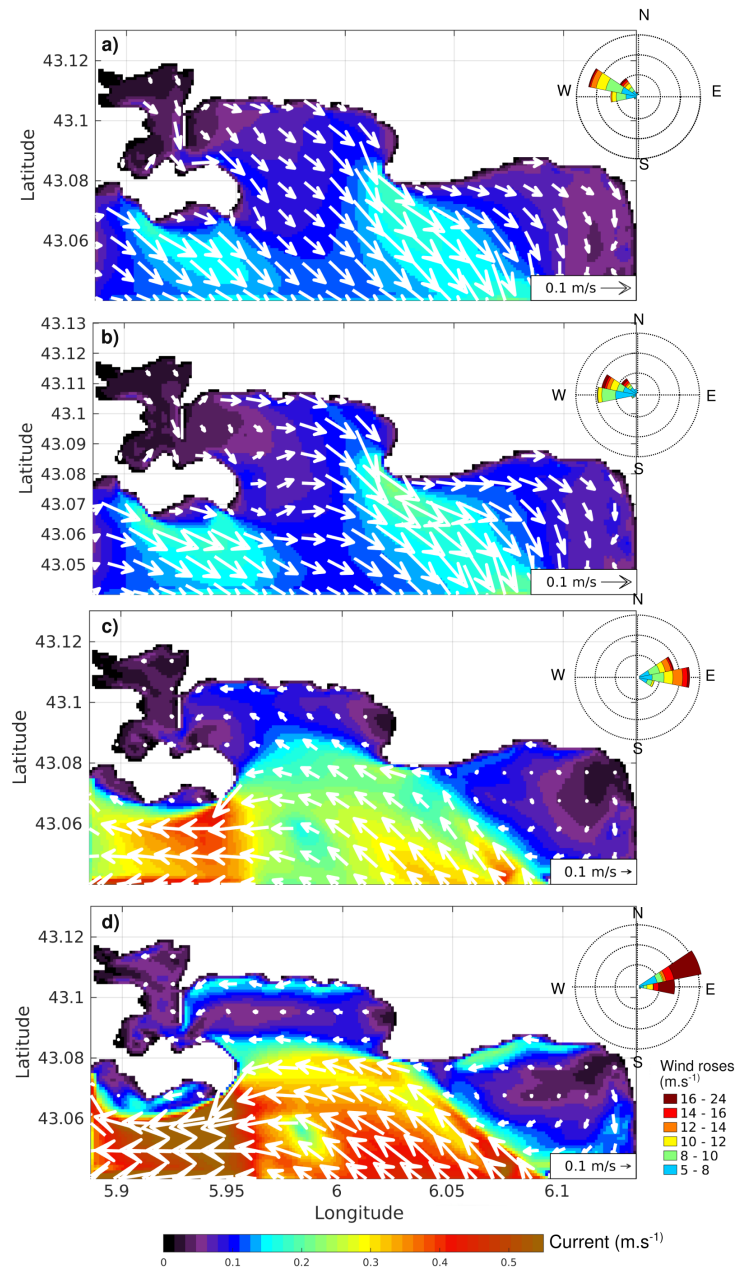 a)
N
43.12
W
E
43.1
Latitude
S
43.08
43.06
0.1 m/s
b)
N
43.13
43.12
43.11
W
E
43.1
43.09
Latitude
S
43.08
43.07
43.06
43.05
0.1 m/s
c)
N
43.12
W
E
43.1
Latitude
S
43.08
43.06
0.1 m/s
d)
N
43.12
W
E
43.1
Latitude
S
43.08
Wind roses
(m.s-1)
16 - 24
14 - 16
12 - 14
10 - 12
8 - 10
5 - 8
43.06
0.1 m/s
5.9
5.95
6
6.05
6.1
Longitude
Current (m.s-1)
0
0.1
0.2
0.3
0.4
0.5